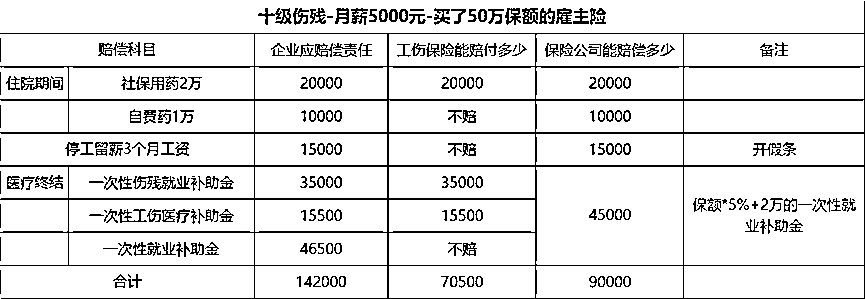 十级伤残-月薪5000元-买了50万保额的雇主险
赔偿科目 企业应赔偿责任 工伤保险能赔付多少 保险公司能赔偿多少 备注
住院期间 社保用药2万 20000 20000 20000
自费药1万 10000 不赔 10000
停工留薪3个月工资 15000 不赔 15000 开假条
医疗终结 一次性伤残就业补助金 35000 35000 45000 保额*5%+2万的一次性就
业补助金
一次性工伤医疗补助金 15500 15500
一次性就业补助金 46500 不赔
合计 142000 70500 90000